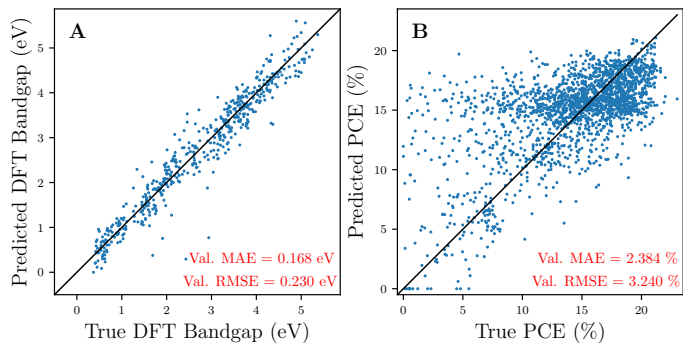 A
Predicted DFT Bandgap (eV)
5
4
3
2
1
0
Val. MAE = 0.168 eV
Val. RMSE = 0.230 eV
0 1 2 3 4 5
True DFT Bandgap (eV)
B
Predicted PCE (%)
20
15
10
5
0
Val. MAE = 2.384 %
Val. RMSE = 3.240 %
0 5 10 15 20
True PCE (%)